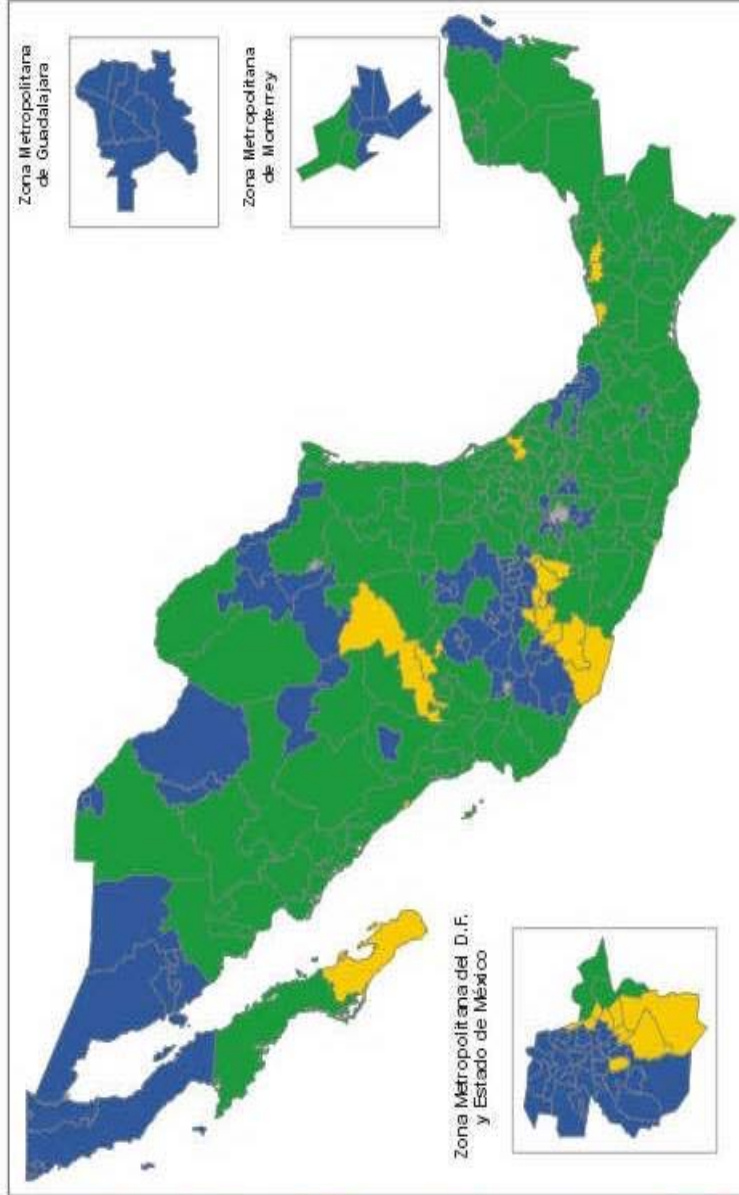 Zona Metropolitana
de Guadalajara
Zona Metropolitana
de Monterrey
Zona Metropolitana del D.F.
y Estado de México